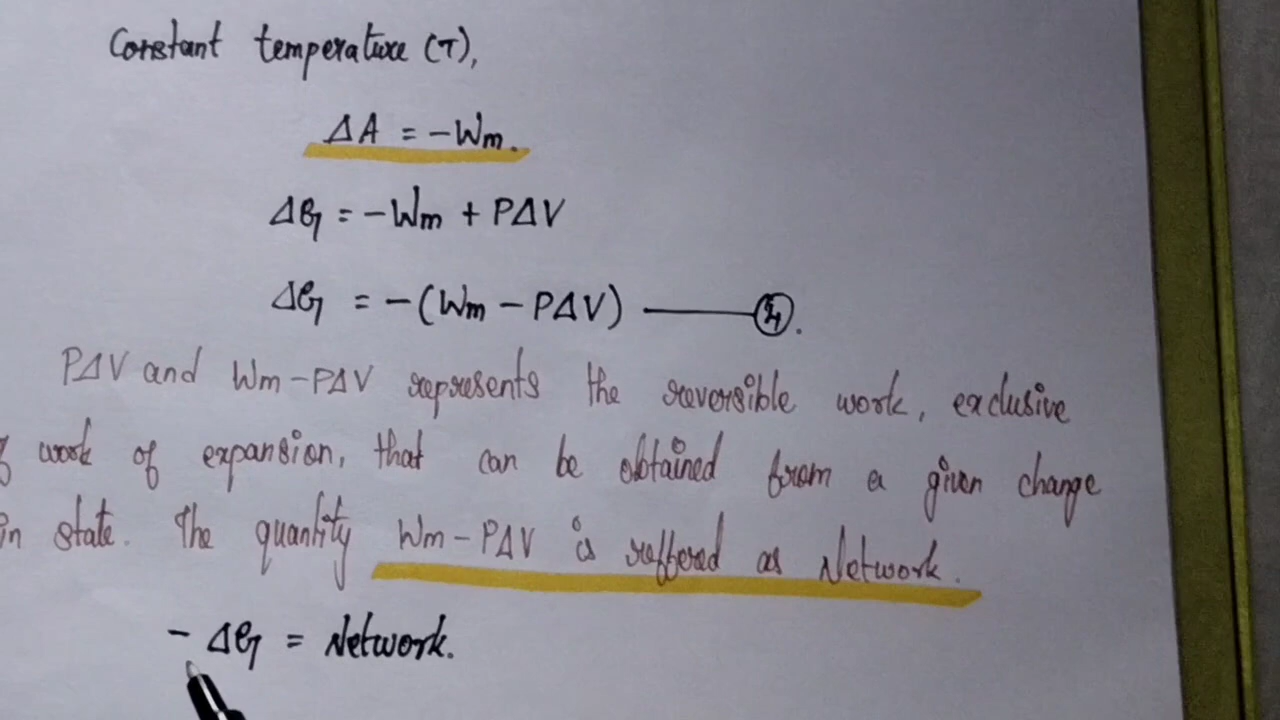 Constant temperature (T),
ΔA = -Wm.
ΔG = -Wm + PΔV
ΔG = -(Wm - PΔV) —— 4.
PΔV and Wm-PΔV represents the reversible work, exclusive
work of expansion, that can be obtained from a given change
in state. The quantity Wm-PΔV is reffered as Network.
- ΔG = Network.